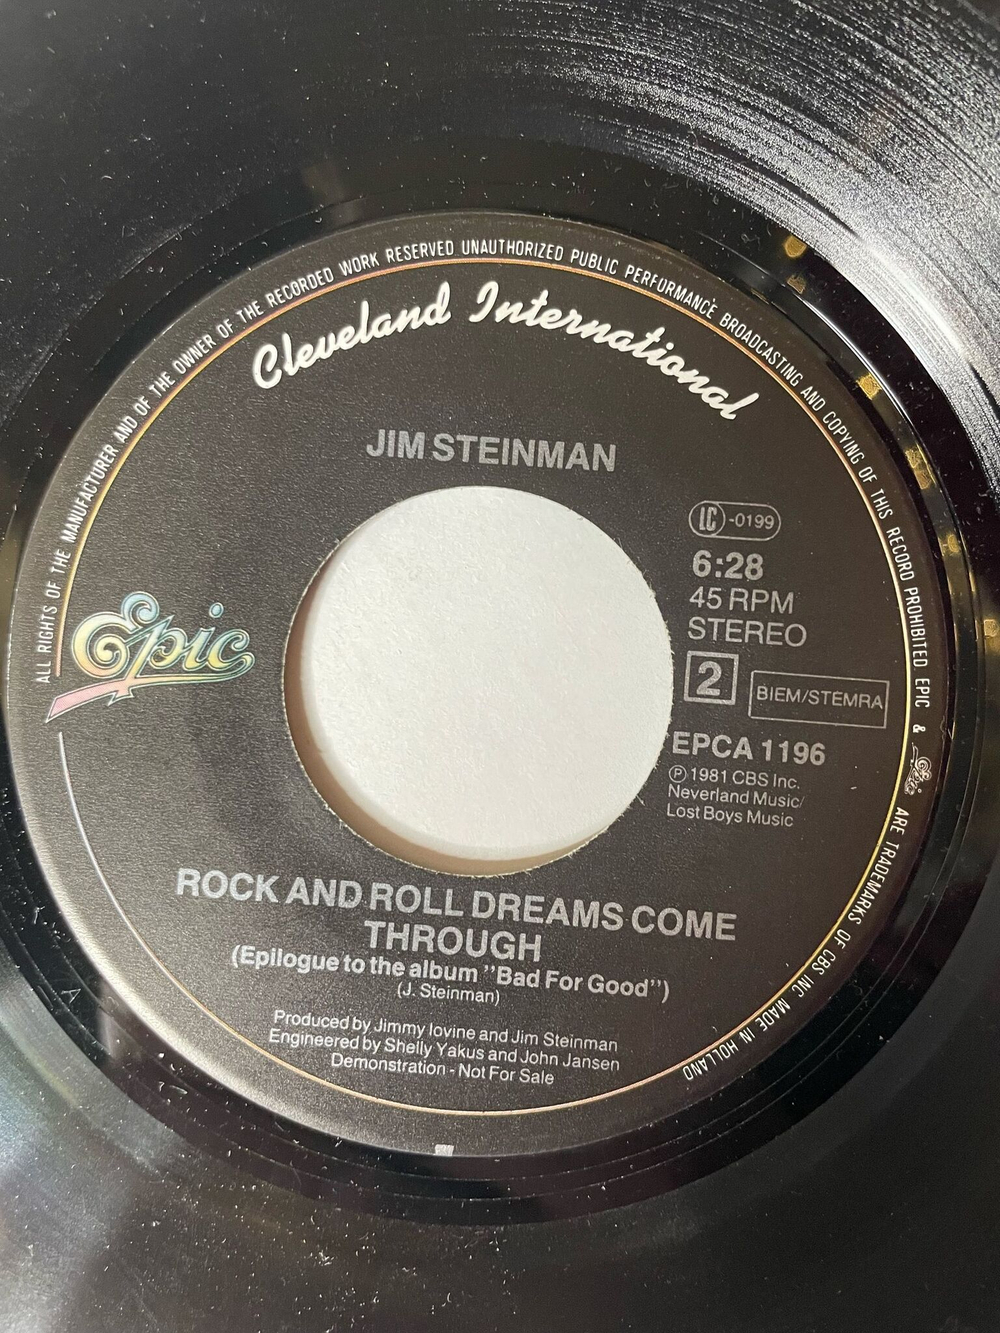 ALL RIGHTS OF THE MANUFACTURER AND OF THE OWNER OF THE RECORDED WORK RESERVED UNAUTHORIZED PUBLIC PERFORMANCE BROADCASTING AND COPYING OF THIS RECORD PROHIBITED EPIC & Epic ARE TRADEMARKS OF CBS INC MADE IN HOLLAND
Cleveland International
JIM STEINMAN
LC-0199
6:28
45 RPM
STEREO
2 BIEM/STEMRA
Epic
EPCA 1196
℗ 1981 CBS Inc.
Neverland Music/
Lost Boys Music
ROCK AND ROLL DREAMS COME
THROUGH
(Epilogue to the album "Bad For Good")
(J. Steinman)
Produced by Jimmy Iovine and Jim Steinman
Engineered by Shelly Yakus and John Jansen
Demonstration - Not For Sale